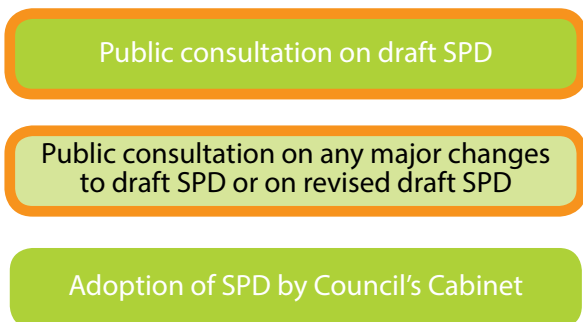 Public consultation on draft SPD
Public consultation on any major changes
to draft SPD or on revised draft SPD
Adoption of SPD by Council’s Cabinet